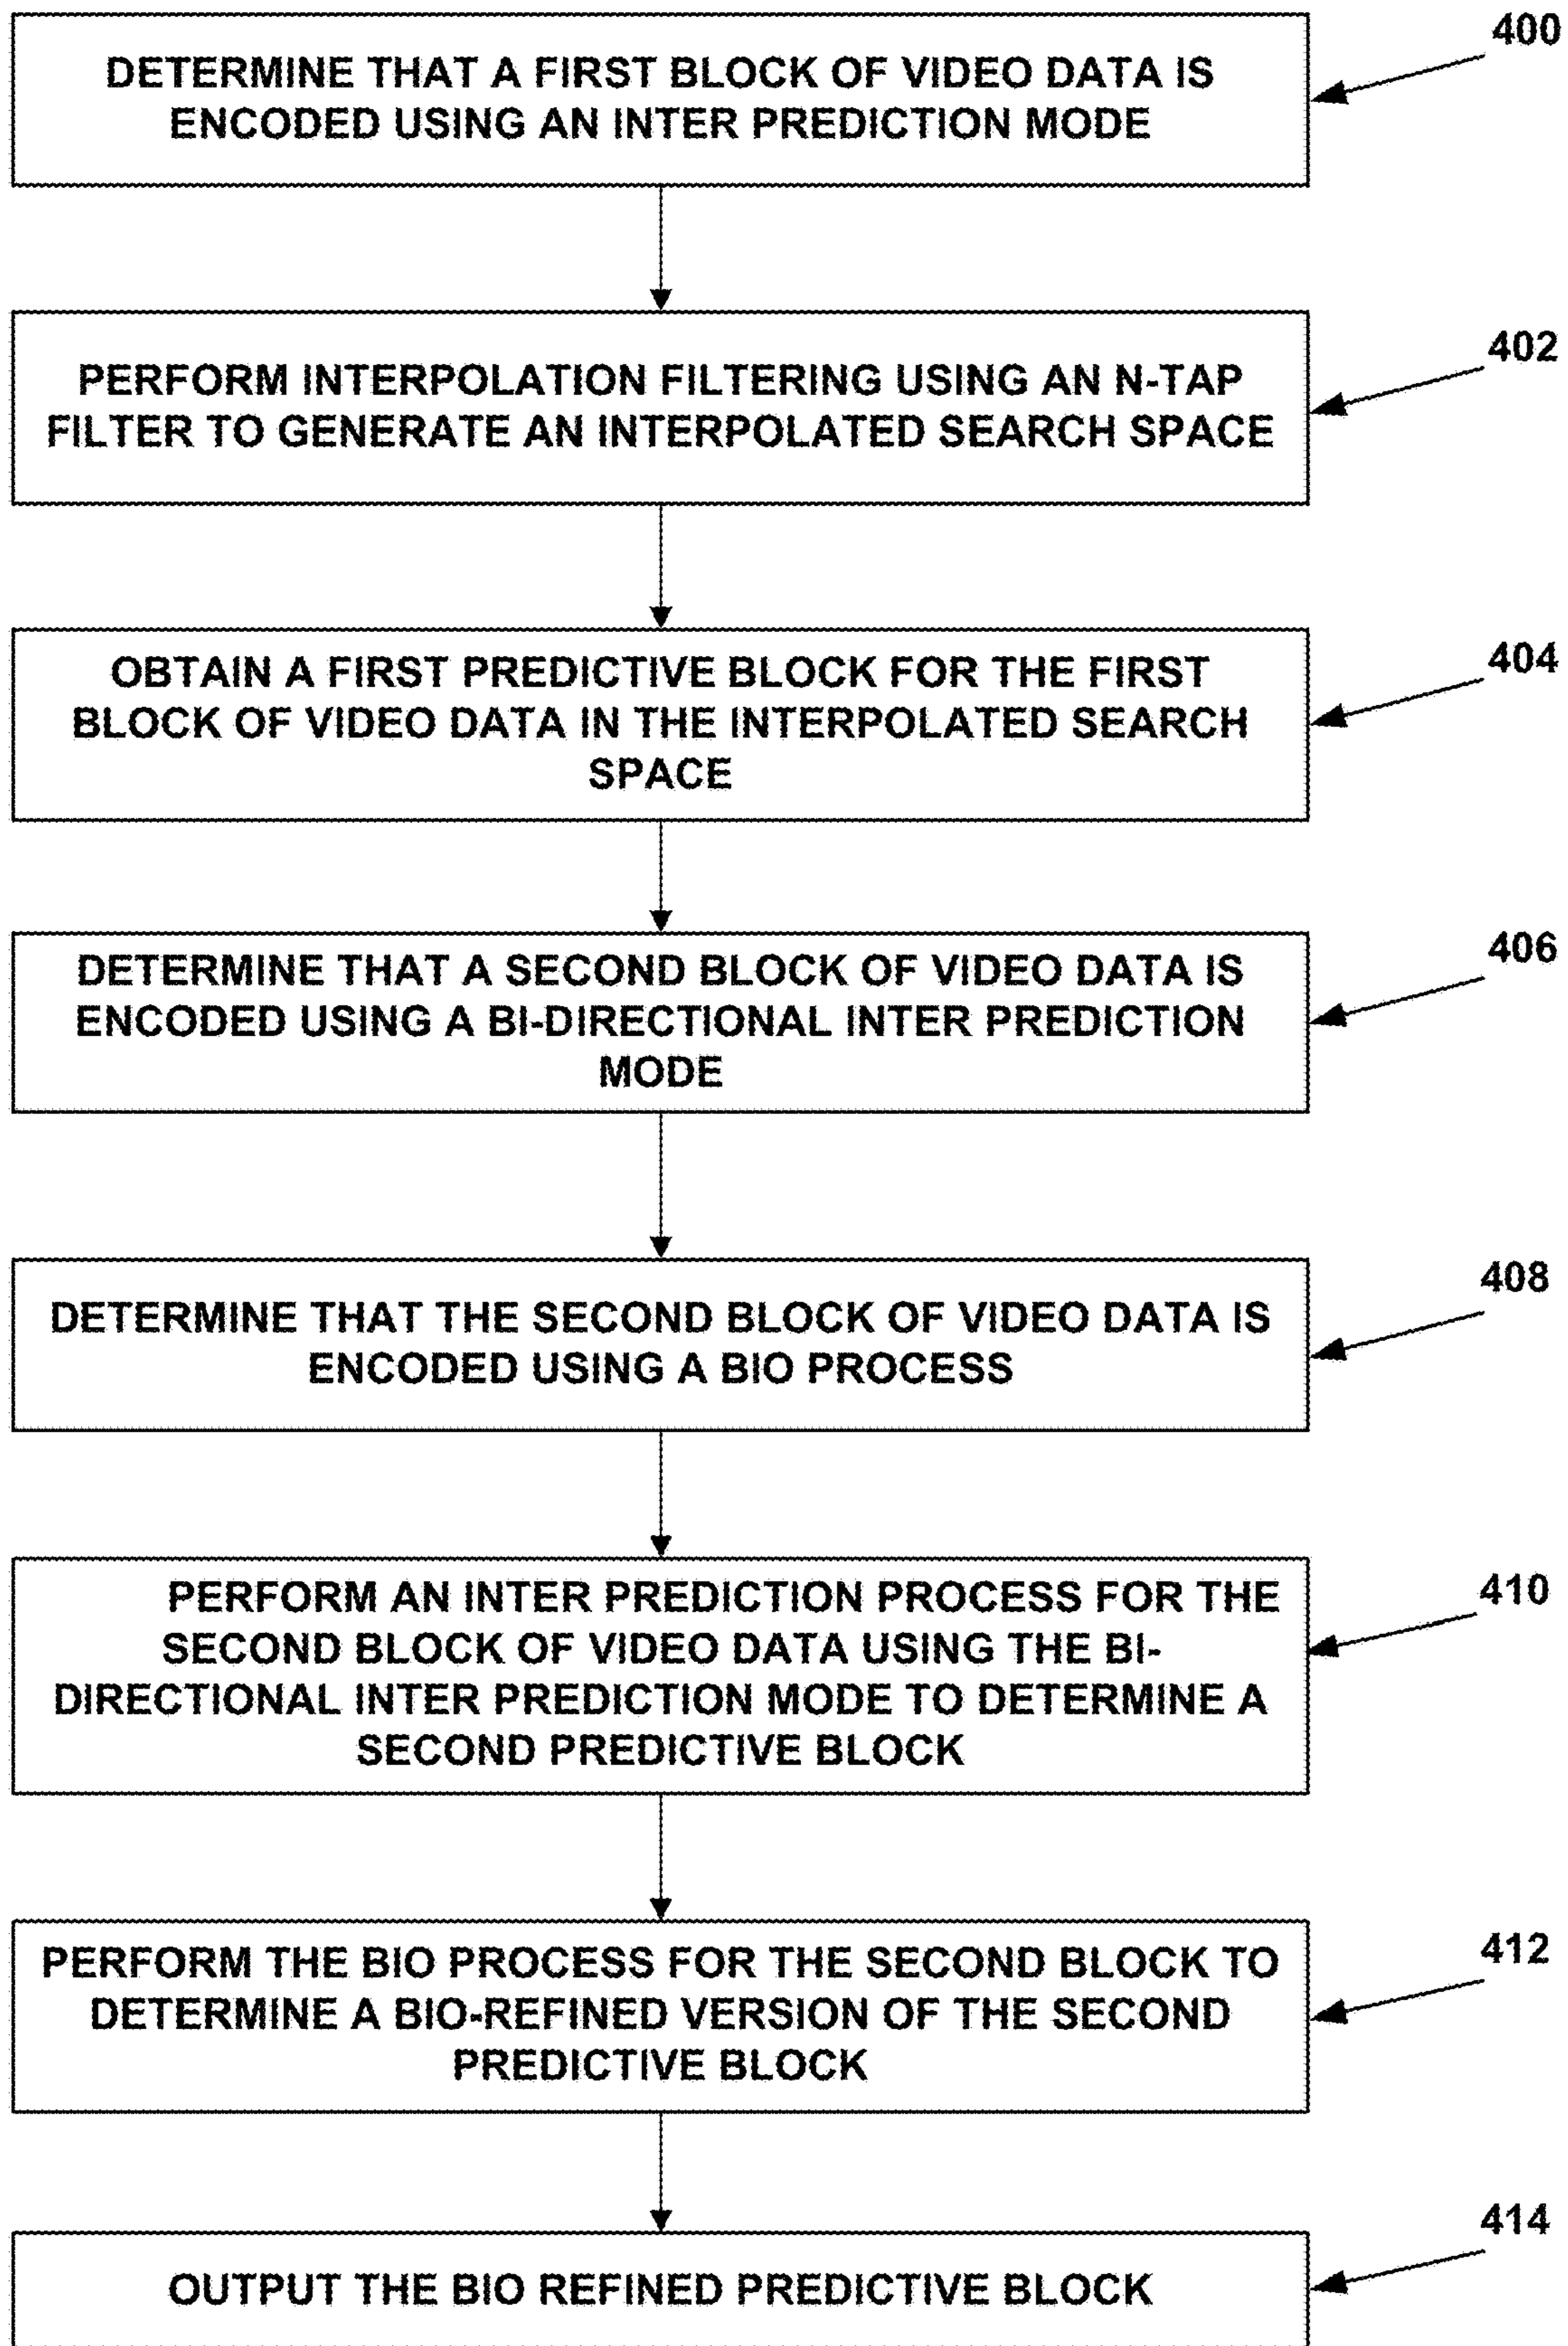 400
DETERMINE THAT A FIRST BLOCK OF VIDEO DATA IS
ENCODED USING AN INTER PREDICTION MODE
402
PERFORM INTERPOLATION FILTERING USING AN N-TAP
FILTER TO GENERATE AN INTERPOLATED SEARCH SPACE
404
OBTAIN A FIRST PREDICTIVE BLOCK FOR THE FIRST
BLOCK OF VIDEO DATA IN THE INTERPOLATED SEARCH
SPACE
406
DETERMINE THAT A SECOND BLOCK OF VIDEO DATA IS
ENCODED USING A BI-DIRECTIONAL INTER PREDICTION
MODE
408
DETERMINE THAT THE SECOND BLOCK OF VIDEO DATA IS
ENCODED USING A BIO PROCESS
410
PERFORM AN INTER PREDICTION PROCESS FOR THE
SECOND BLOCK OF VIDEO DATA USING THE BI-
DIRECTIONAL INTER PREDICTION MODE TO DETERMINE A
SECOND PREDICTIVE BLOCK
412
PERFORM THE BIO PROCESS FOR THE SECOND BLOCK TO
DETERMINE A BIO-REFINED VERSION OF THE SECOND
PREDICTIVE BLOCK
414
OUTPUT THE BIO REFINED PREDICTIVE BLOCK